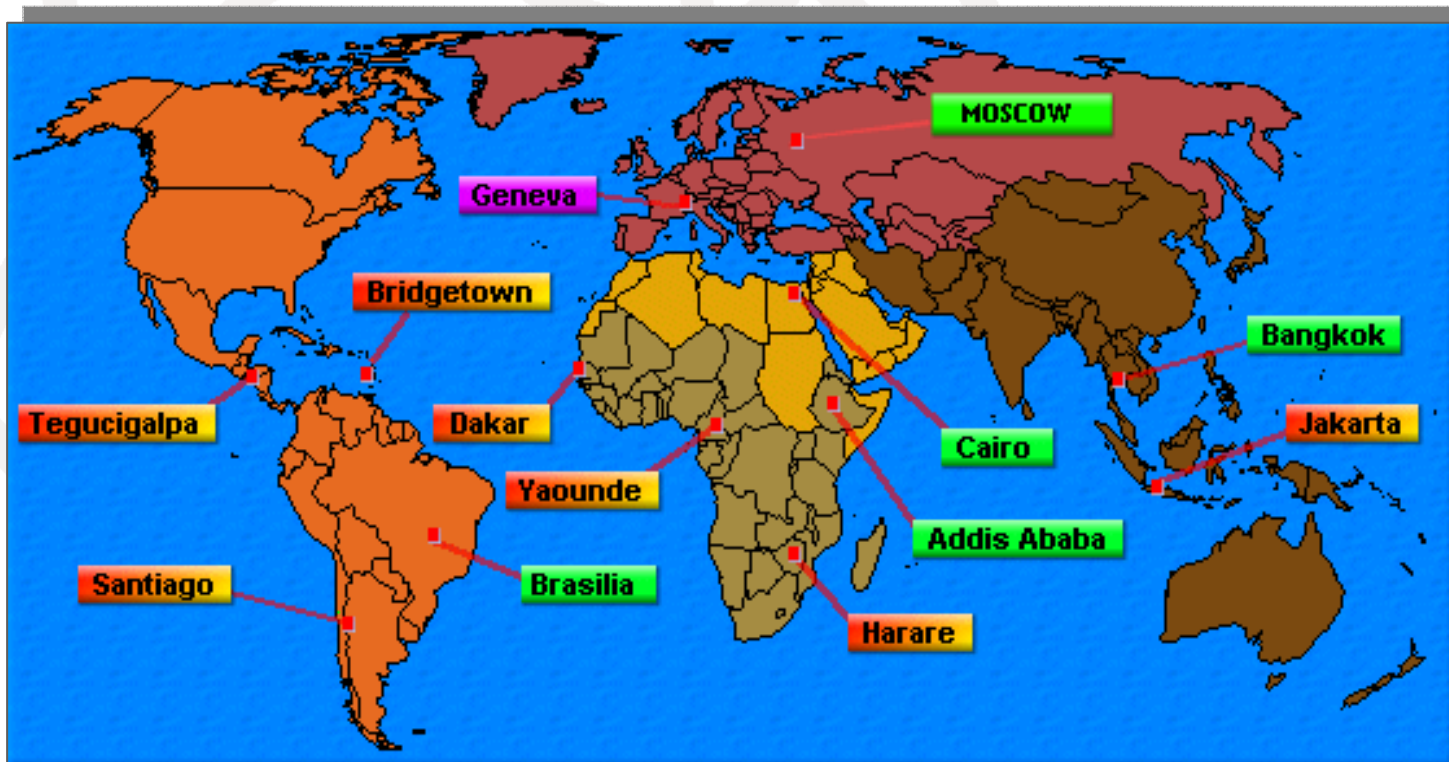 MOSCOW
Geneva
Bridgetown
Bangkok
Tegucigalpa
Dakar
Jakarta
Cairo
Yaounde
Addis Ababa
Santiago
Brasilia
Harare